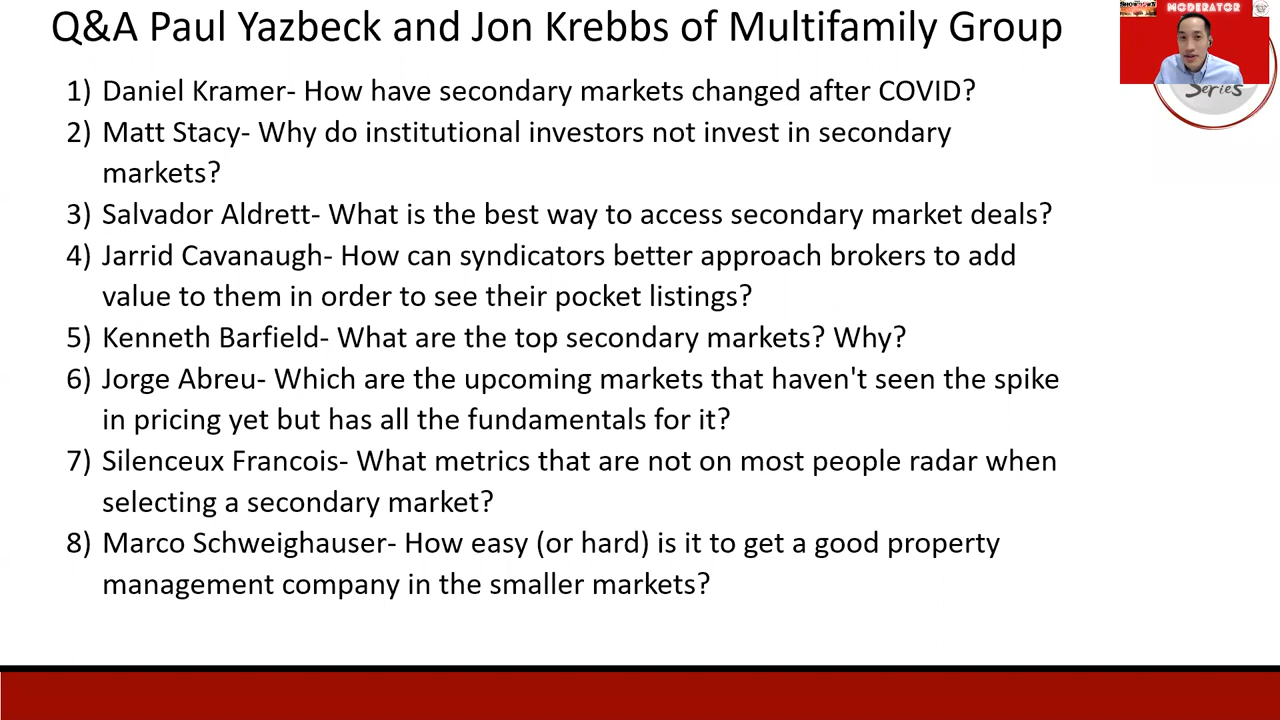 Q&A Paul Yazbeck and Jon Krebbs of Multifamily Group
MODERATOR
Series
1) Daniel Kramer- How have secondary markets changed after COVID?
2) Matt Stacy- Why do institutional investors not invest in secondary
markets?
3) Salvador Aldrett- What is the best way to access secondary market deals?
4) Jarrid Cavanaugh- How can syndicators better approach brokers to add
value to them in order to see their pocket listings?
5) Kenneth Barfield- What are the top secondary markets? Why?
6) Jorge Abreu- Which are the upcoming markets that haven't seen the spike
in pricing yet but has all the fundamentals for it?
7) Silenceux Francois- What metrics that are not on most people radar when
selecting a secondary market?
8) Marco Schweighauser- How easy (or hard) is it to get a good property
management company in the smaller markets?